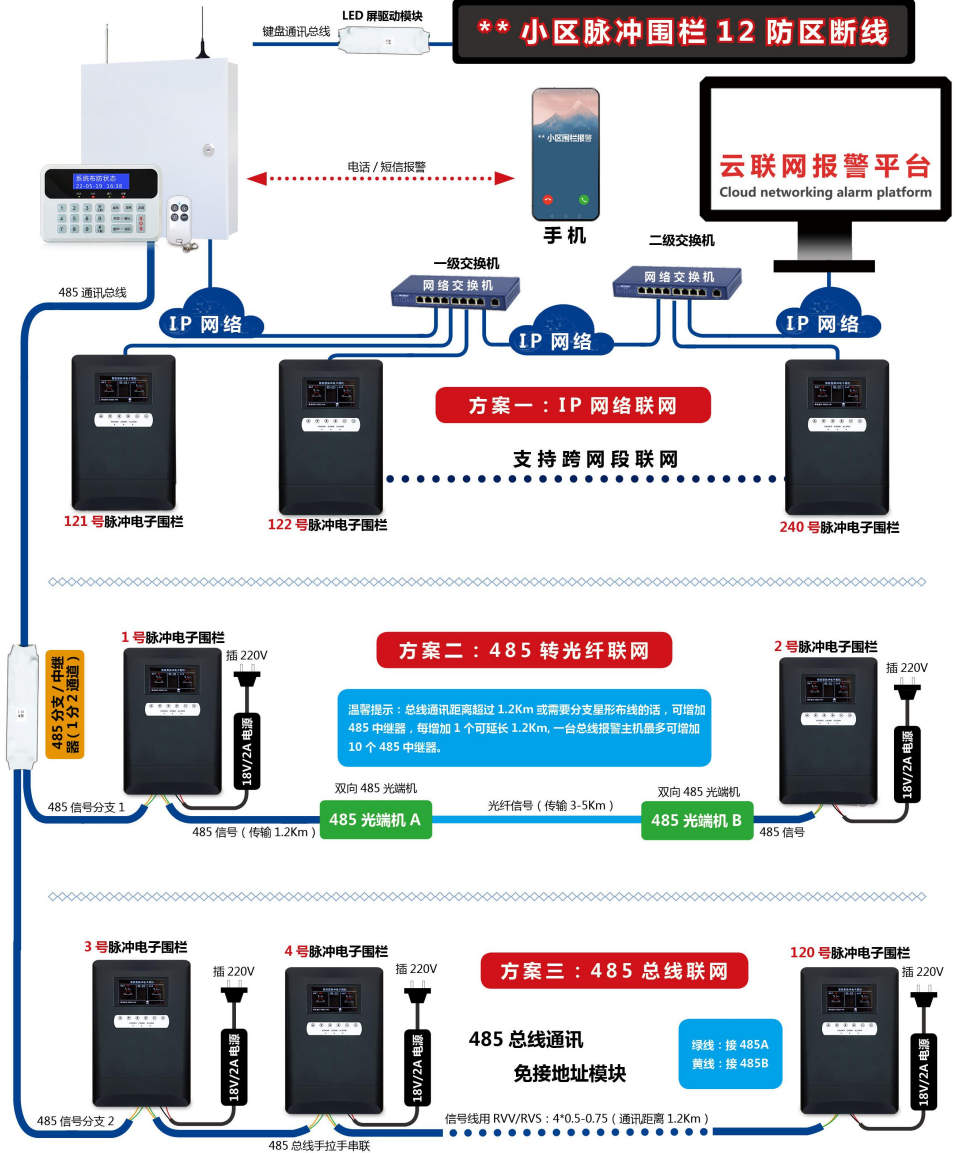 LED 屏驱动模块
键盘通讯总线
** 小区脉冲围栏 12 防区断线
** 小区围栏报警
云联网报警平台
Cloud networking alarm platform
电话 / 短信报警
系统布防状态
22-05-19 16:38
手机
一级交换机
二级交换机
网络交换机
网络交换机
485 通讯总线
IP 网络
IP 网络
IP 网络
方案一：IP 网络联网
支持跨网段联网
121 号脉冲电子围栏
122 号脉冲电子围栏
240 号脉冲电子围栏
1 号脉冲电子围栏
插 220V
18V/2A 电源
方案二：485 转光纤联网
2 号脉冲电子围栏
插 220V
18V/2A 电源
485 分支 / 中继
器（1 分 2 通道）
温馨提示：总线通讯距离超过 1.2Km 或需要分支星形布线的话，可增加
485 中继器，每增加 1 个可延长 1.2Km, 一台总线报警主机最多可增加
10 个 485 中继器。
485 信号分支 1
485 信号（传输 1.2Km）
双向 485 光端机
485 光端机 A
光纤信号（传输 3-5Km）
双向 485 光端机
485 光端机 B
485 信号
3 号脉冲电子围栏
插 220V
18V/2A 电源
4 号脉冲电子围栏
插 220V
18V/2A 电源
方案三：485 总线联网
120 号脉冲电子围栏
插 220V
18V/2A 电源
485 总线通讯
免接地址模块
绿线：接 485A
黄线：接 485B
485 信号分支 2
485 总线手拉手串联
信号线用 RVV/RVS：4*0.5-0.75（通讯距离 1.2Km）